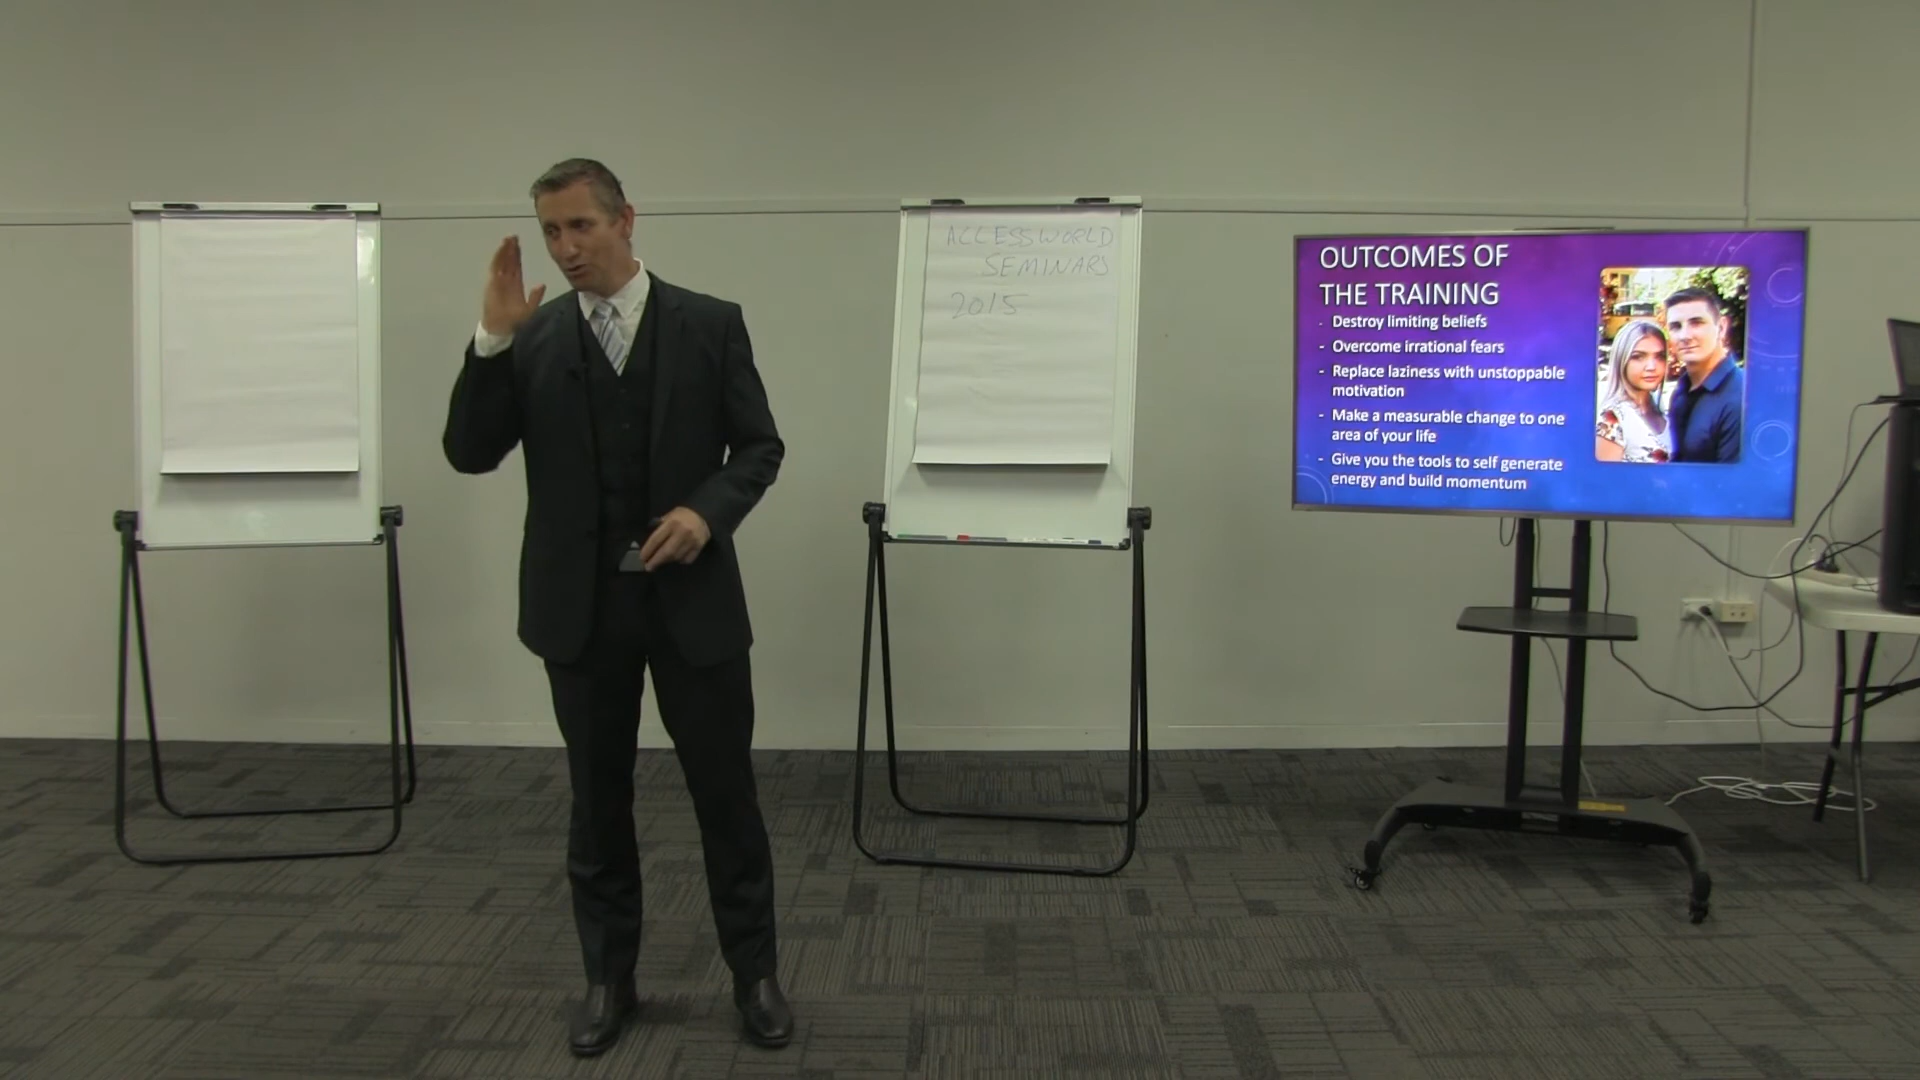 ACCESSWORLD
SEMINARS
2015
OUTCOMES OF
THE TRAINING
- Destroy limiting beliefs
- Overcome irrational fears
- Replace laziness with unstoppable
motivation
- Make a measurable change to one
area of your life
- Give you the tools to self generate
energy and build momentum